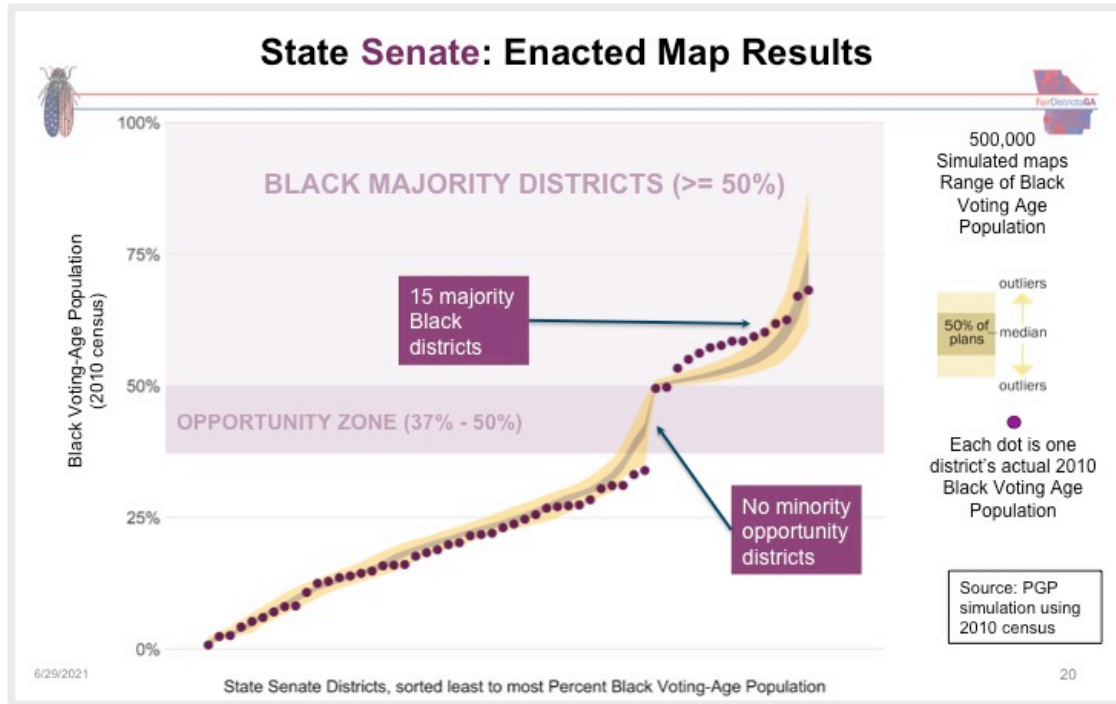 State Senate: Enacted Map Results
FairDistrictsGA
100%
75%
50%
25%
0%
Black Voting-Age Population
(2010 census)
BLACK MAJORITY DISTRICTS (>= 50%)
15 majority
Black
districts
OPPORTUNITY ZONE (37% - 50%)
No minority
opportunity
districts
500,000
Simulated maps
Range of Black
Voting Age
Population
outliers
50% of
plans
median
outliers
Each dot is one
district's actual 2010
Black Voting Age
Population
Source: PGP
simulation using
2010 census
6/29/2021
State Senate Districts, sorted least to most Percent Black Voting-Age Population
20